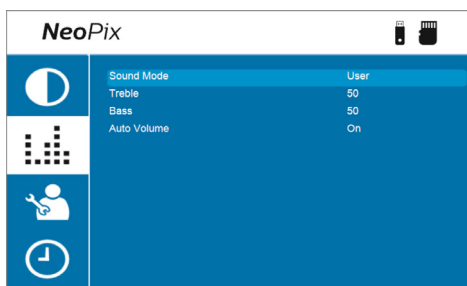 NeoPix
Sound Mode User
Treble 50
Bass 50
Auto Volume On